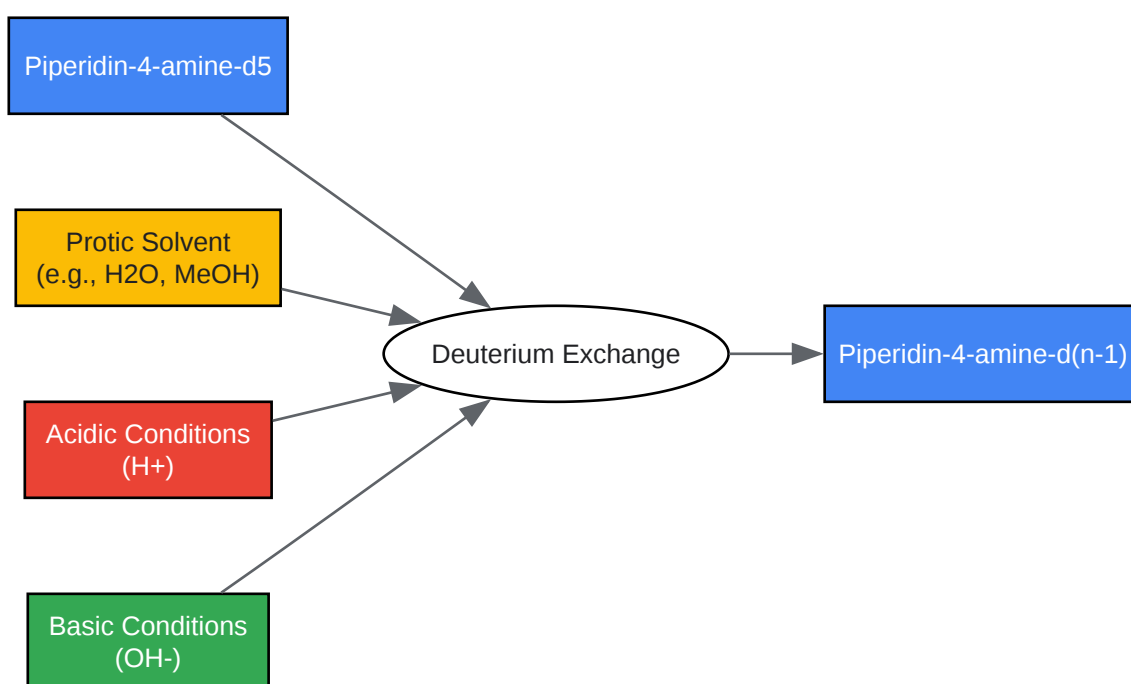 Piperidin-4-amine-d5
Protic Solvent
(e.g., H2O, MeOH)
Deuterium Exchange
Piperidin-4-amine-d(n-1)
Acidic Conditions
(H+)
Basic Conditions
(OH-)